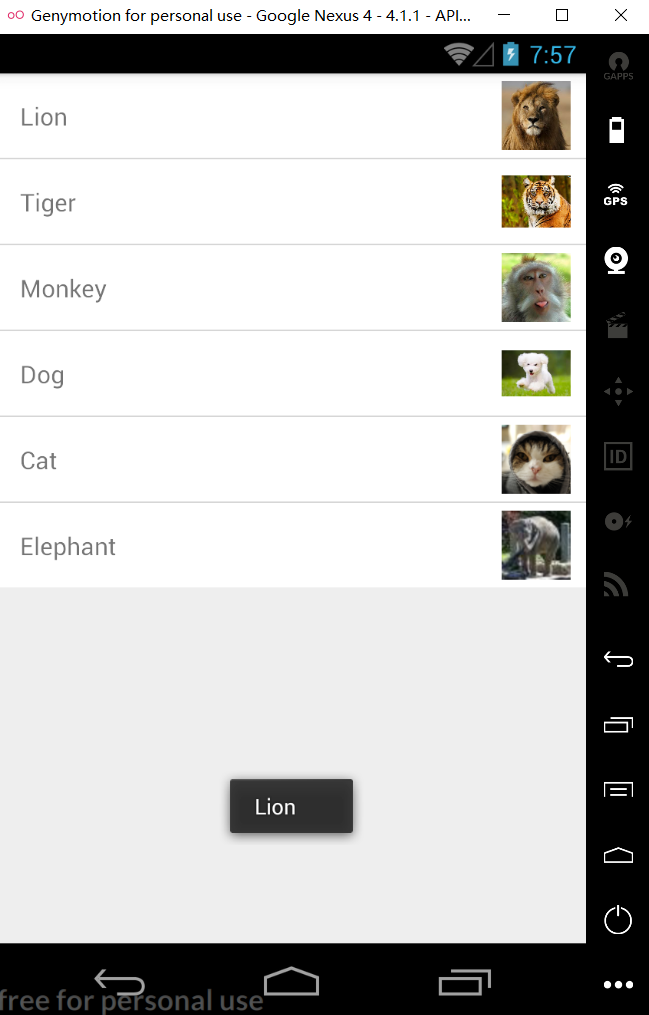 Genymotion for personal use - Google Nexus 4 - 4.1.1 - API...
7:57
GAPPS
Lion
GPS
Tiger
Monkey
Dog
Cat
ID
Elephant
Lion
free for personal use